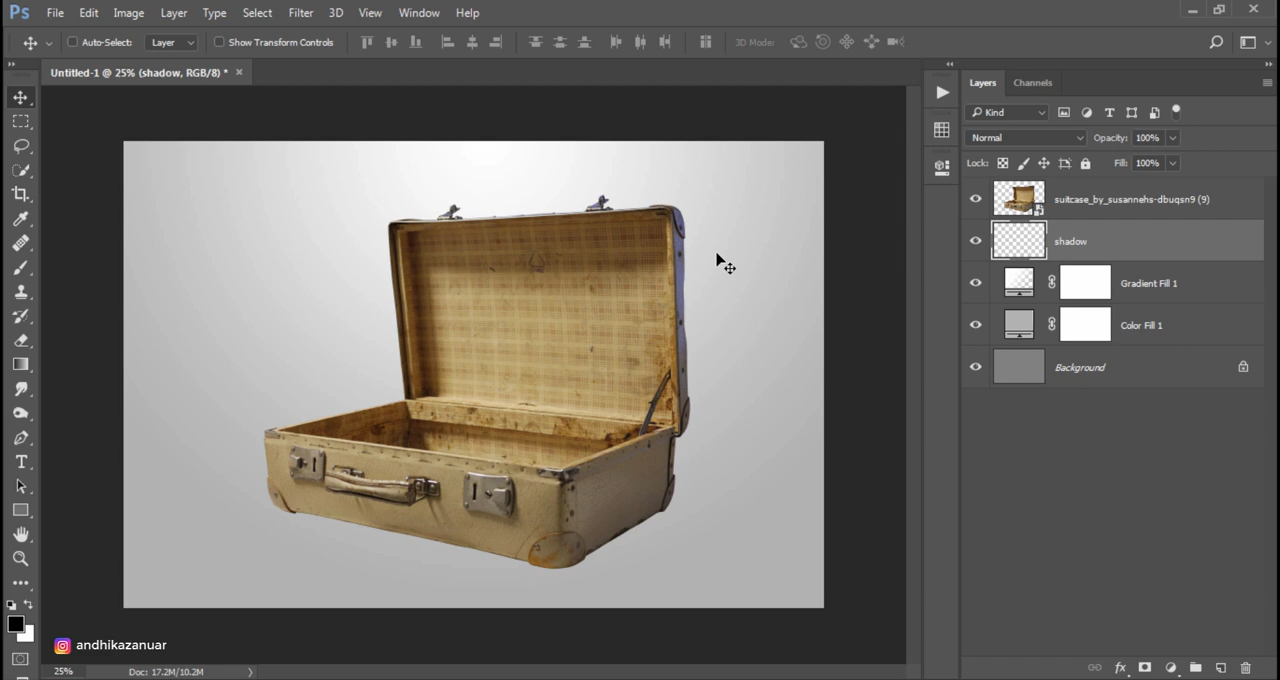 Ps File Edit Image Layer Type Select Filter 3D View Window Help
Auto-Select: Layer Show Transform Controls 3D Mode:
Untitled-1 @ 25% (shadow, RGB/8) *
Layers Channels
Kind
Normal Opacity: 100%
Lock: Fill: 100%
suitcase_by_susannehs-dbuqsn9 (9)
shadow
Gradient Fill 1
Color Fill 1
Background
andhikazanuar
25% Doc: 17.2M/10.2M